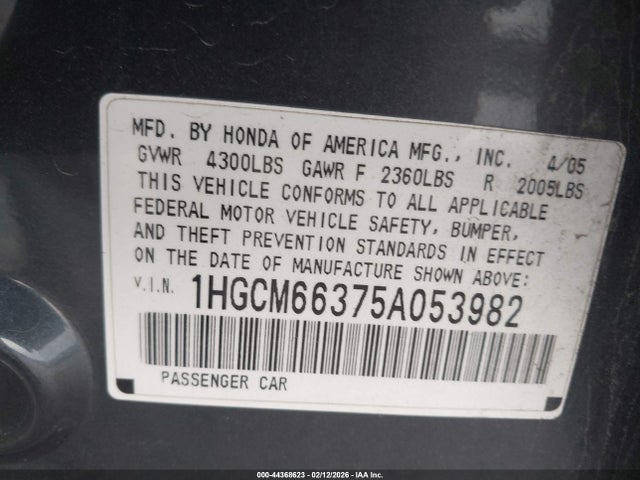 MFD. BY HONDA OF AMERICA MFG., INC. 4/05
GVWR 4300LBS GAWR F 2360LBS R 2005LBS
THIS VEHICLE CONFORMS TO ALL APPLICABLE
FEDERAL MOTOR VEHICLE SAFETY, BUMPER,
AND THEFT PREVENTION STANDARDS IN EFFECT
ON THE DATE OF MANUFACTURE SHOWN ABOVE:
V.I.N. 1HGCM66375A053982
PASSENGER CAR
000-44368623 - 02/12/2026 - IAA Inc.